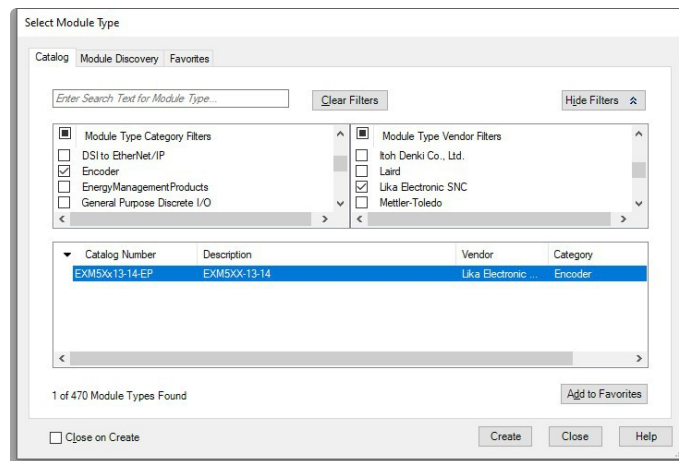 Select Module Type
Catalog Module Discovery Favorites
Enter Search Text for Module Type...
Clear Filters
Hide Filters
Module Type Category Filters
DSI to EtherNet/IP
Encoder
EnergyManagementProducts
General Purpose Discrete I/O
Module Type Vendor Filters
Itoh Denki Co., Ltd.
Laird
Lika Electronic SNC
Mettler-Toledo
Catalog Number Description Vendor Category
EXM5Xx13-14-EP EXM5XX-13-14 Lika Electronic ... Encoder
1 of 470 Module Types Found
Add to Favorites
Close on Create
Create Close Help